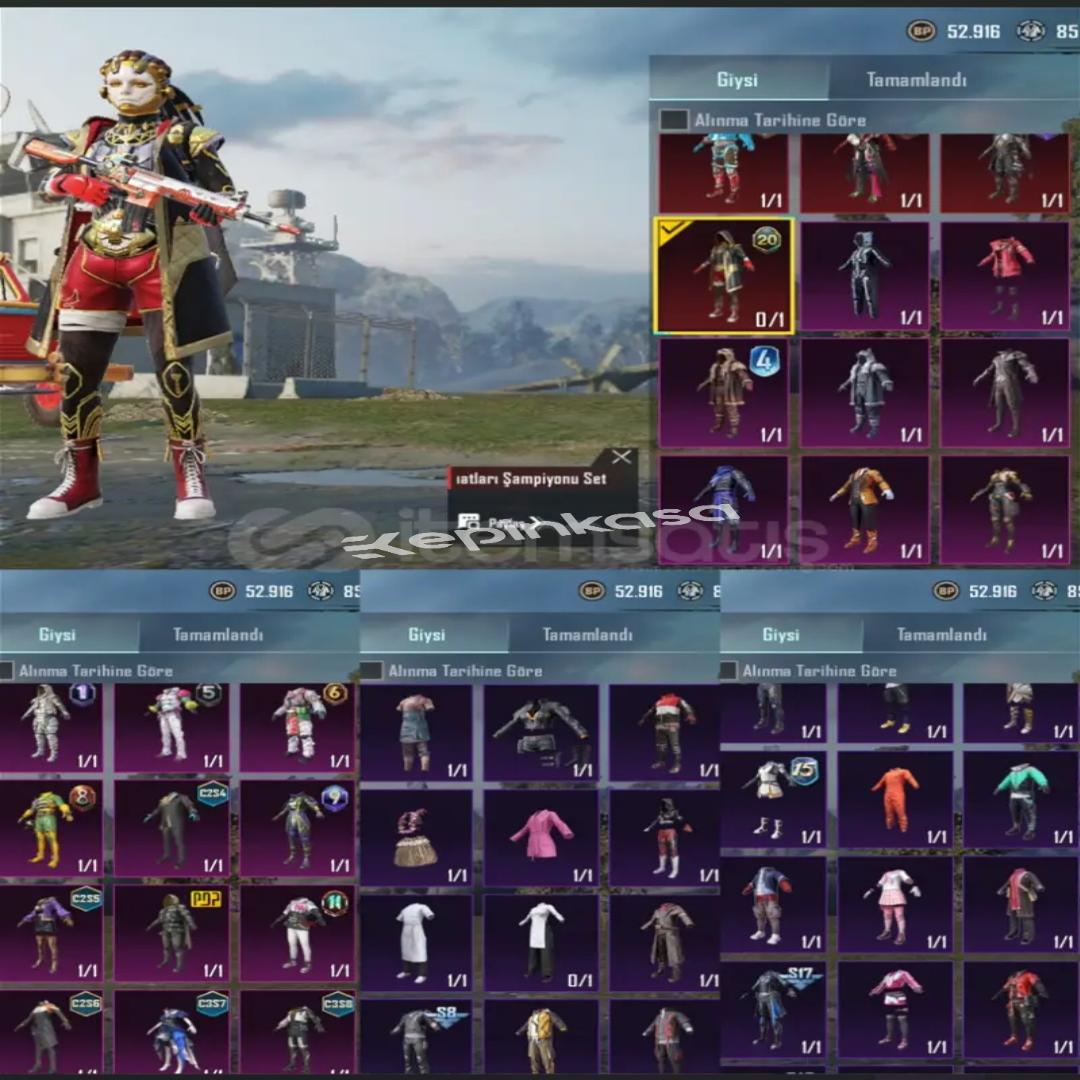 BP 52.916 85
Giysi Tamamlandı
Alınma Tarihine Göre
1/1 1/1 1/1
20
0/1 1/1 1/1
4
1/1 1/1 1/1
ıatları Şampiyonu Set
Paylaş
kepinkasa
itemsatis
.com
1/1 1/1 1/1
BP 52.916 85
Giysi Tamamlandı
Alınma Tarihine Göre
1 5 6
1/1 1/1 1/1
8 C2S4 9
1/1 1/1 1/1
C2S5 POP 11
1/1 1/1 1/1
C2S6 C3S7 C3S8
BP 52.916 8
Giysi Tamamlandı
Alınma Tarihine Göre
1/1 1/1 1/1
1/1 1/1 1/1
1/1 0/1 1/1
S8
BP 52.916 8
Giysi Tamamlandı
Alınma Tarihine Göre
1/1 1/1 1/1
15
1/1 1/1 1/1
1/1 1/1 1/1
S17
1/1 1/1 1/1